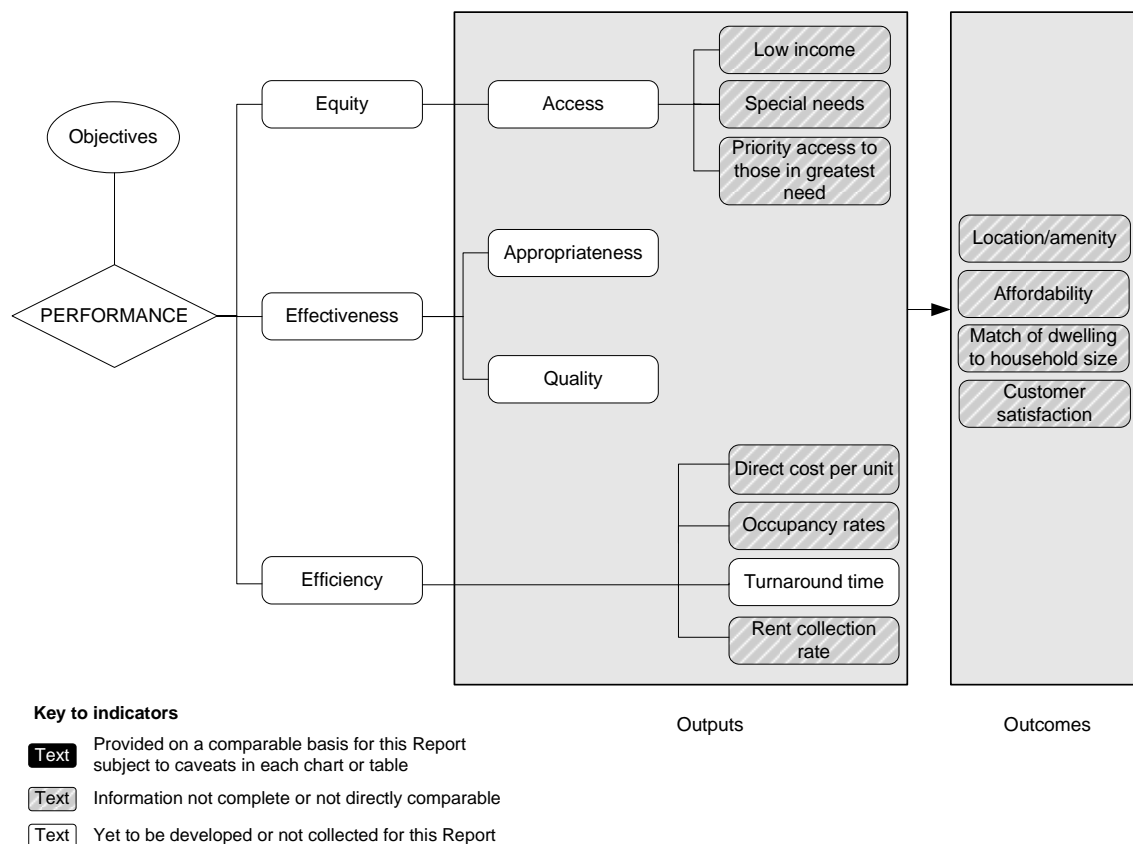 Objectives
PERFORMANCE
Equity
Effectiveness
Efficiency
Access
Appropriateness
Quality
Low income
Special needs
Priority access to
those in greatest
need
Direct cost per unit
Occupancy rates
Turnaround time
Rent collection
rate
Location/amenity
Affordability
Match of dwelling
to household size
Customer
satisfaction
Outputs
Outcomes
Key to indicators
Text
Provided on a comparable basis for this Report
subject to caveats in each chart or table
Text
Information not complete or not directly comparable
Text
Yet to be developed or not collected for this Report